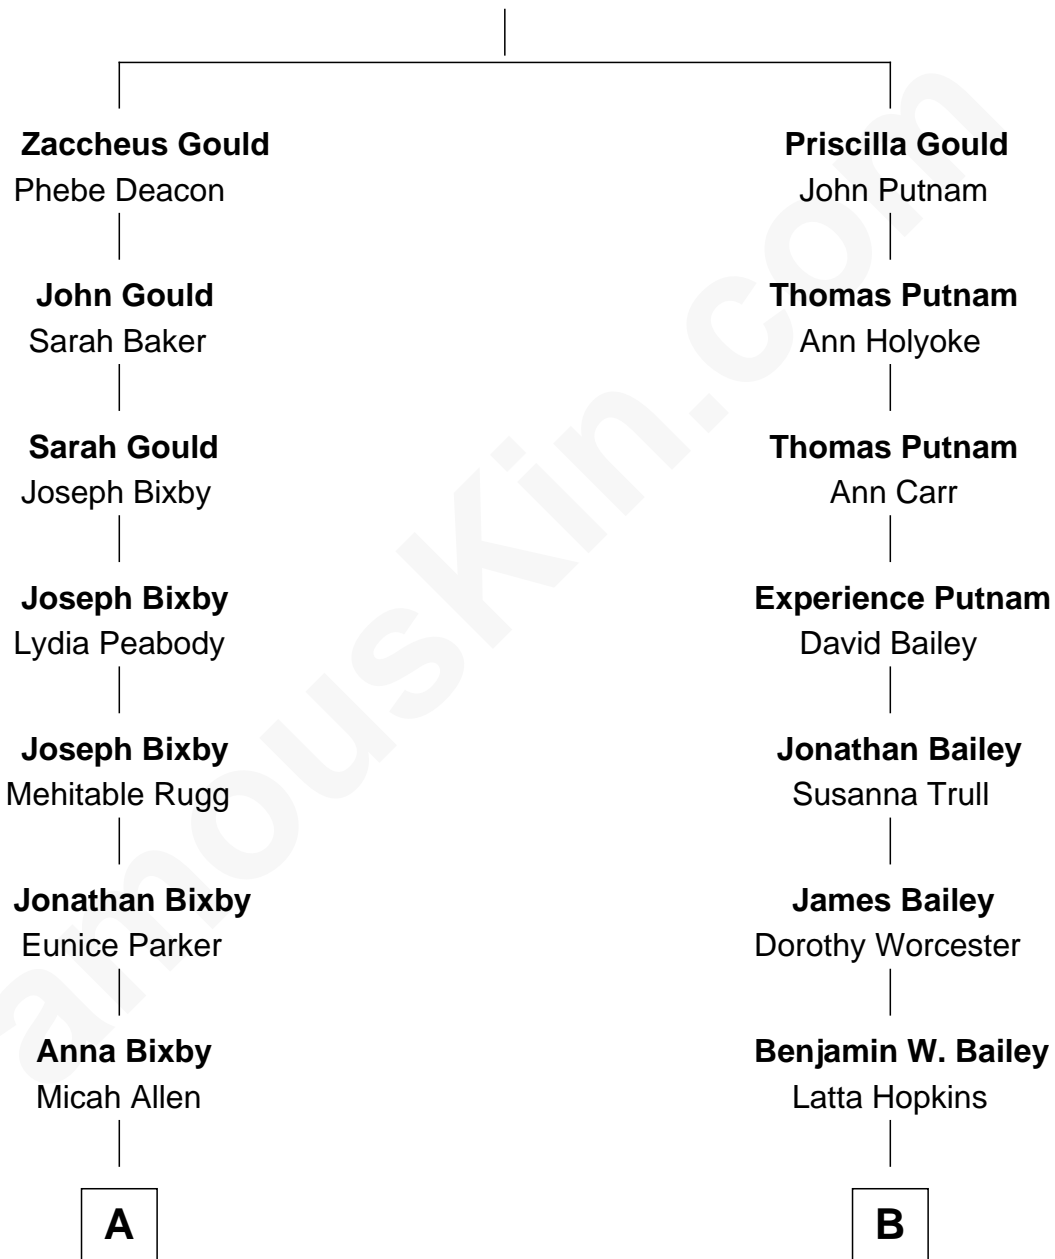 Zaccheus Gould
Phebe Deacon
Priscilla Gould
John Putnam
John Gould
Sarah Baker
Thomas Putnam
Ann Holyoke
Sarah Gould
Joseph Bixby
Thomas Putnam
Ann Carr
Joseph Bixby
Lydia Peabody
Experience Putnam
David Bailey
Joseph Bixby
Mehitable Rugg
Jonathan Bailey
Susanna Trull
Jonathan Bixby
Eunice Parker
James Bailey
Dorothy Worcester
Anna Bixby
Micah Allen
Benjamin W. Bailey
Latta Hopkins
A
B
amouskin.com